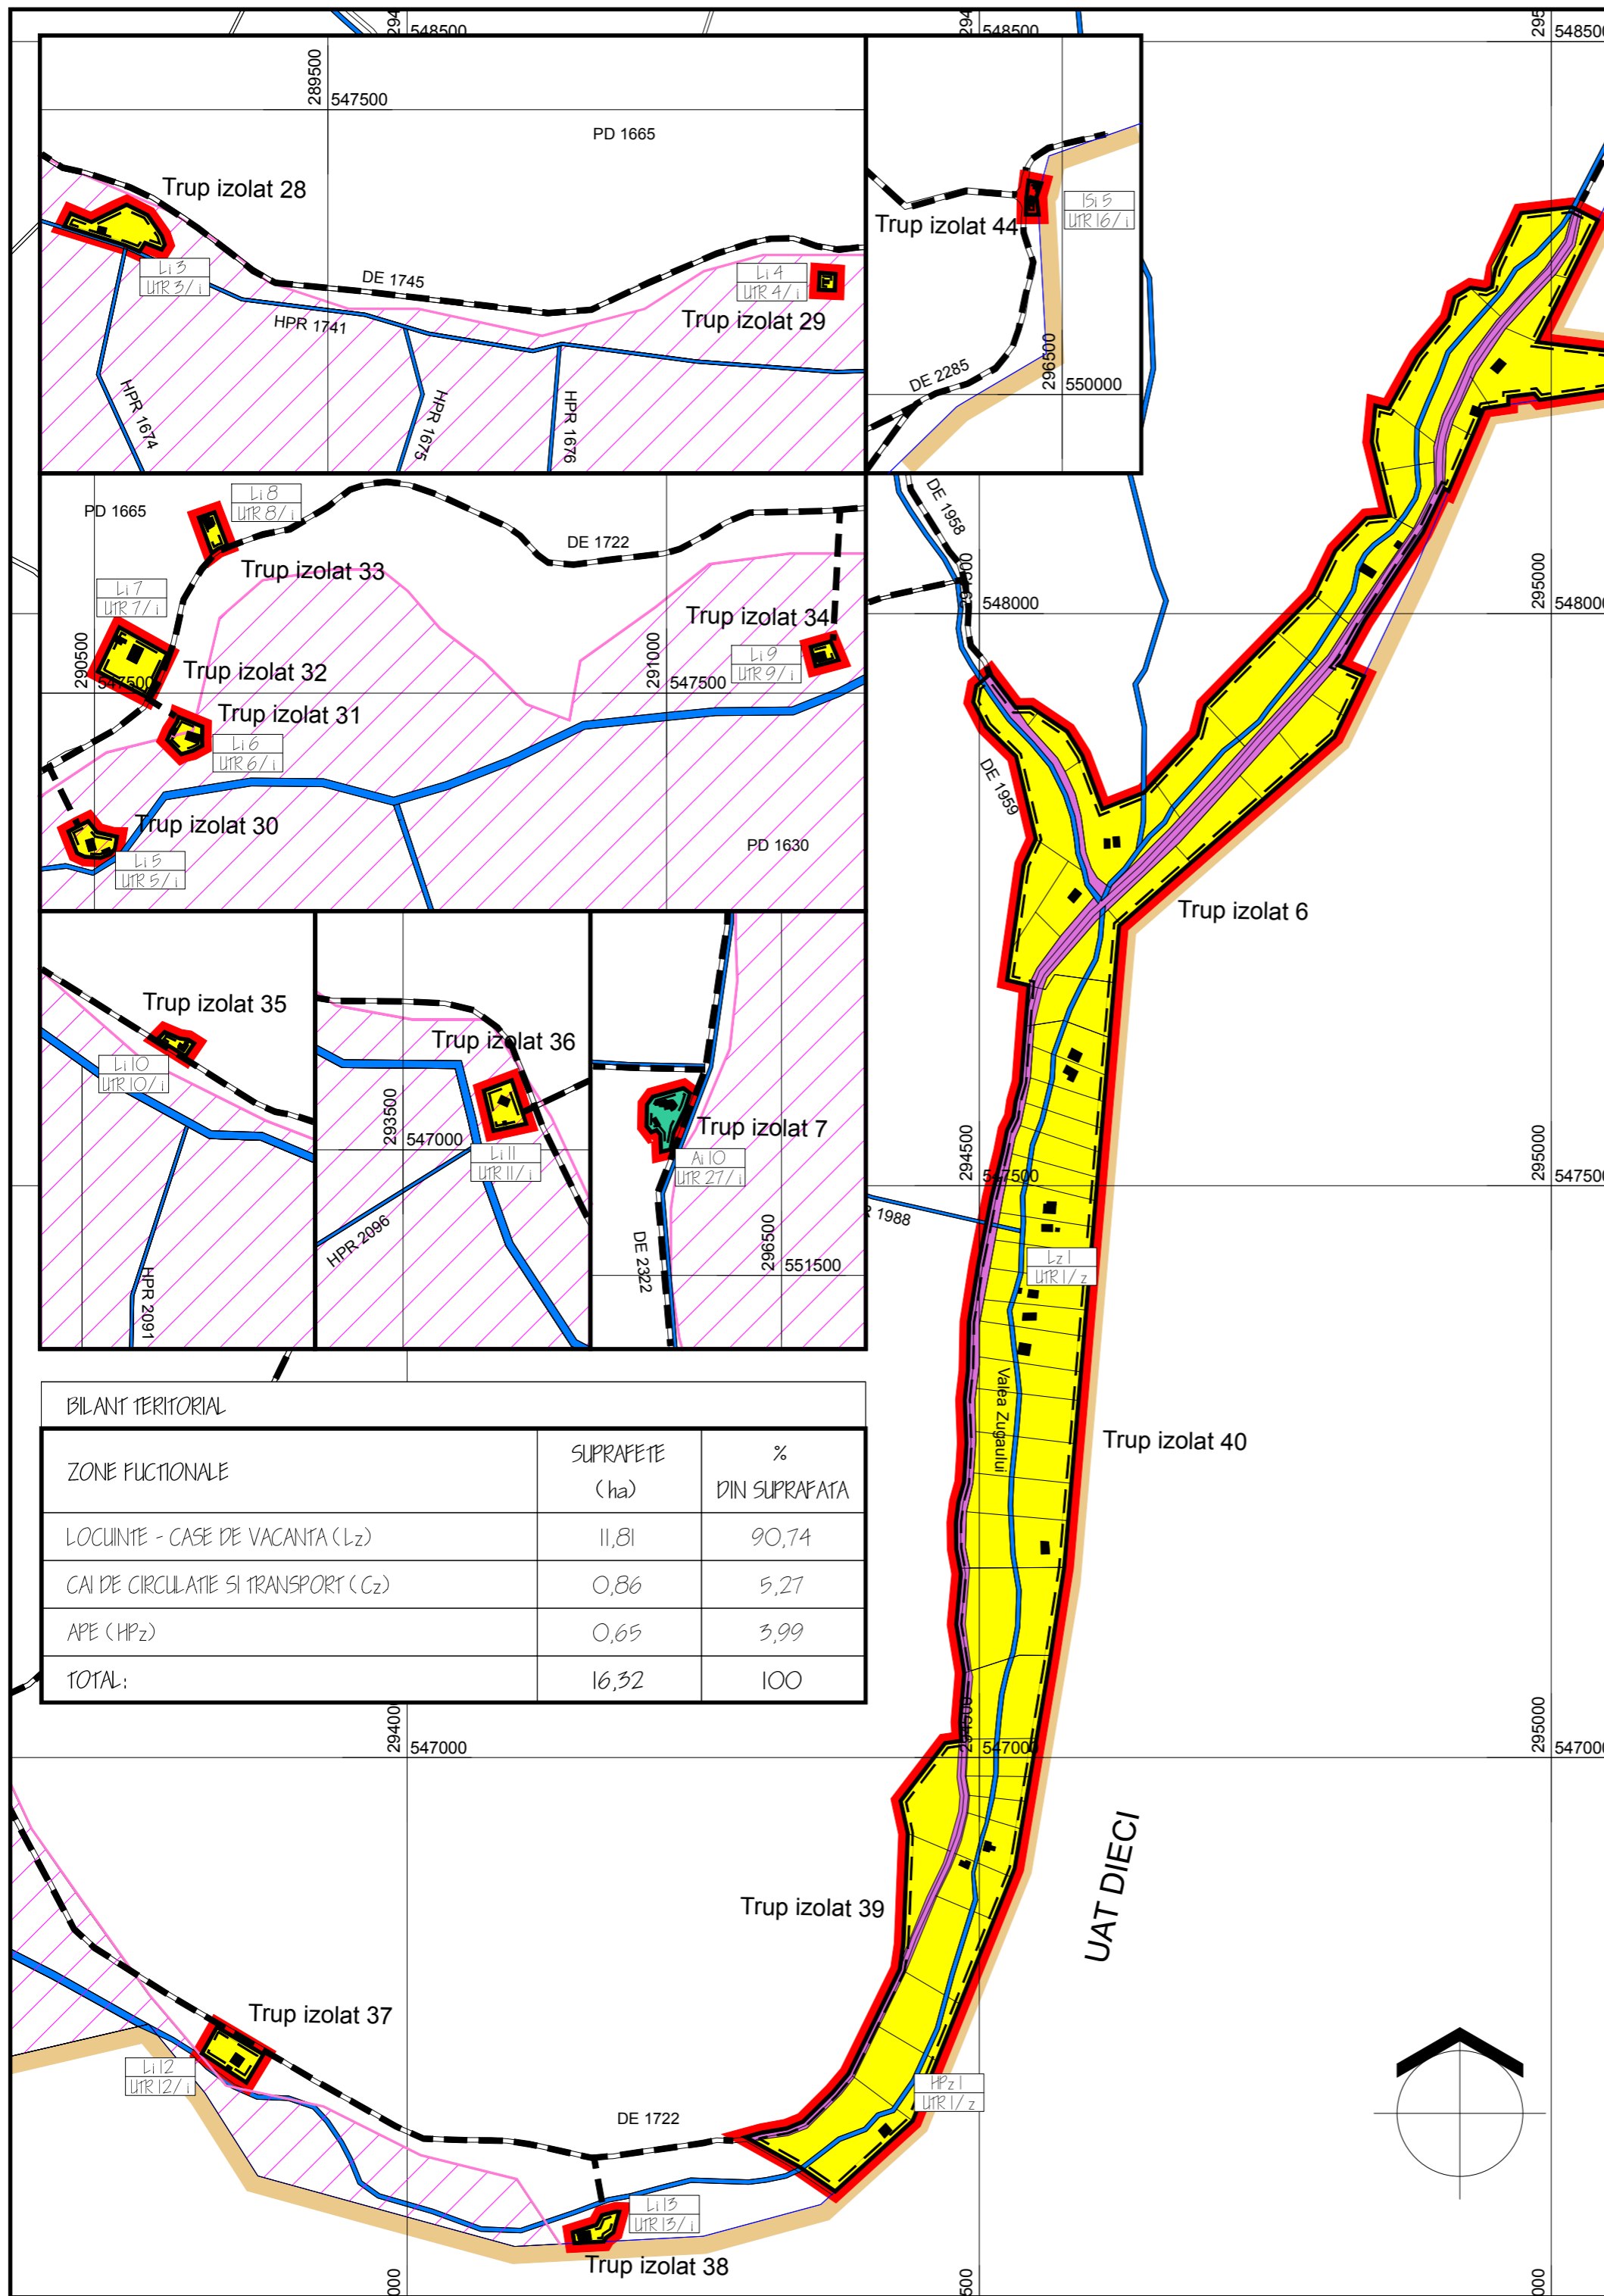 294
548500
294
548500
295
548500
289500
547500
PD 1665
Trup izolat 28
Li 3
UTR 3/i
DE 1745
HPR 1741
HPR 1674
HPR 1675
HPR 1676
Li 4
UTR 4/i
Trup izolat 29
Trup izolat 44
ISi 5
UTR 16/i
DE 2285
296500
550000
PD 1665
Li 8
UTR 8/i
Trup izolat 33
DE 1722
Li 7
UTR 7/i
290500
547500
Trup izolat 32
Trup izolat 31
Li 6
UTR 6/i
Trup izolat 30
Li 5
UTR 5/i
Trup izolat 34
Li 9
UTR 9/i
291000
547500
PD 1630
DE 1958
548000
295000
548000
DE 1959
Trup izolat 6
Trup izolat 35
Li 10
UTR 10/i
HPR 2091
Trup izolat 36
293500
547000
Li 11
UTR 11/i
HPR 2096
Trup izolat 7
Ai 10
UTR 27/i
DE 2322
296500
551500
1988
294500
547500
295000
547500
Lz 1
UTR 1/z
Valea Zugaului
Trup izolat 40
BILANT TERITORIAL
ZONE FUCTIONALE
SUPRAFETE
(ha)
%
DIN SUPRAFATA
LOCUINTE - CASE DE VACANTA (Lz)
11,81
90,74
CAI DE CIRCULATIE SI TRANSPORT (Cz)
0,86
5,27
APE (HPz)
0,65
3,99
TOTAL:
16,32
100
294000
547000
294500
547000
295000
547000
UAT DIECI
Trup izolat 39
Trup izolat 37
Li 12
UTR 12/i
DE 1722
HPz 1
UTR 1/z
Li 13
UTR 13/i
Trup izolat 38
000
500
000